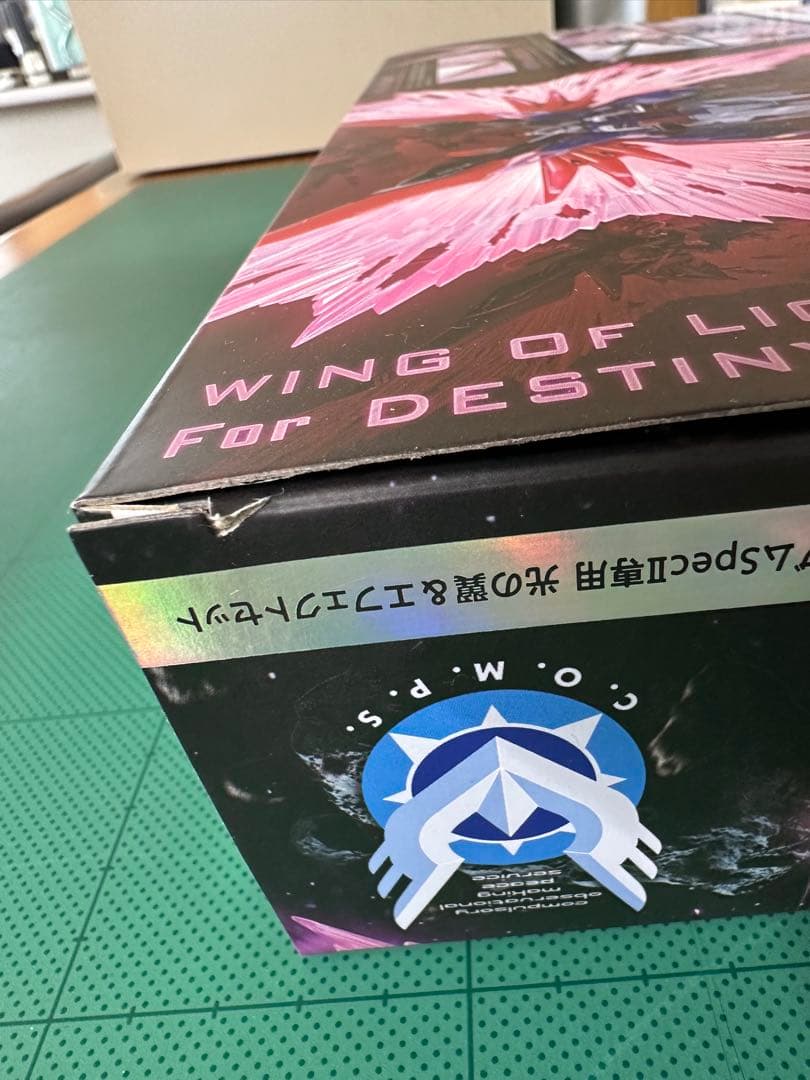 WING OF LIG
For DESTINY
ダムSpecII専用 光の翼＆エフェクトセット
C.O.M.P.S.
compulsory
observational
making
peace
service